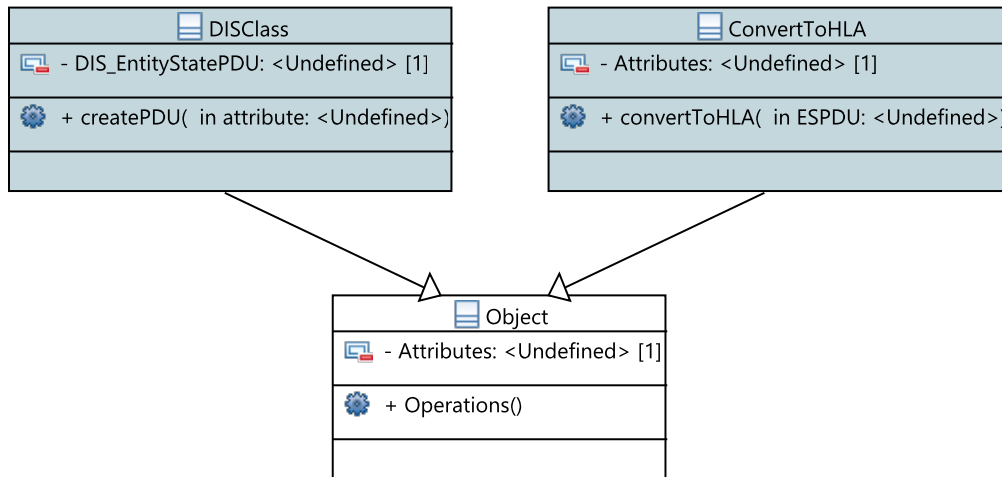 DISClass
- DIS_EntityStatePDU: <Undefined> [1]
+ createPDU( in attribute: <Undefined>)
ConvertToHLA
- Attributes: <Undefined> [1]
+ convertToHLA( in ESPDU: <Undefined>)
Object
- Attributes: <Undefined> [1]
+ Operations()